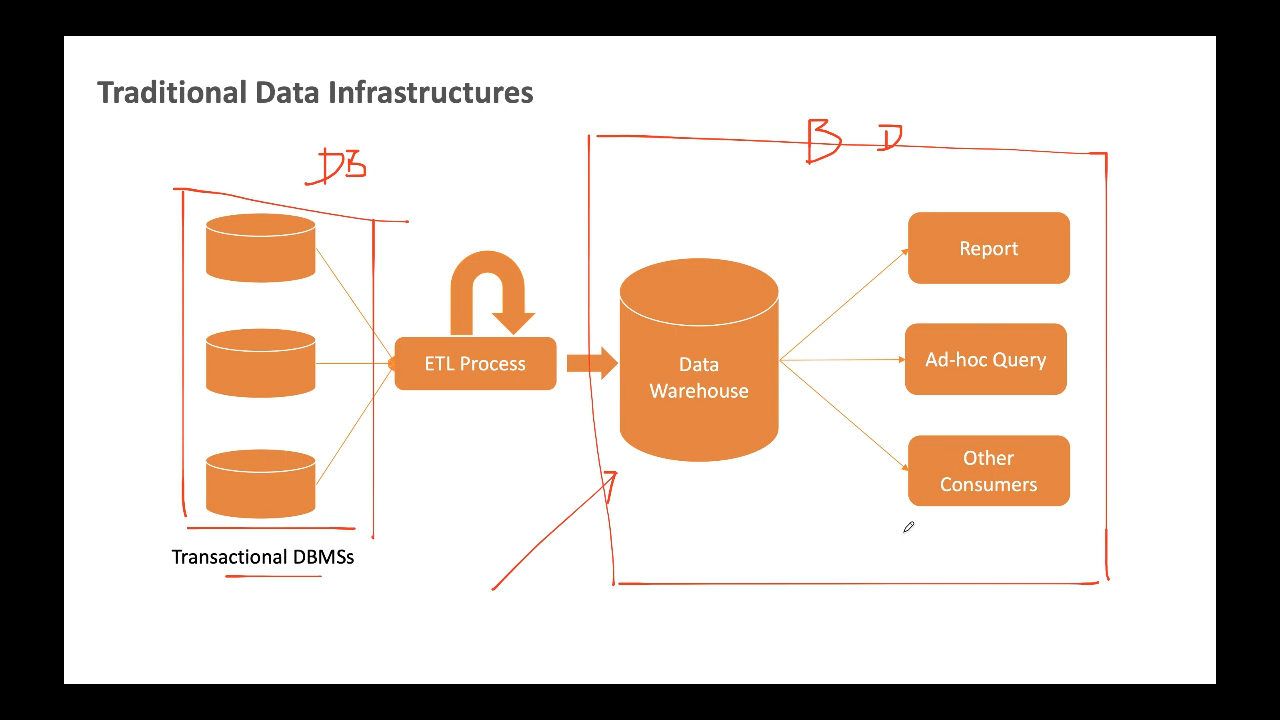 Traditional Data Infrastructures
DB
B D
Report
ETL Process
Data
Warehouse
Ad-hoc Query
Other
Consumers
Transactional DBMSs